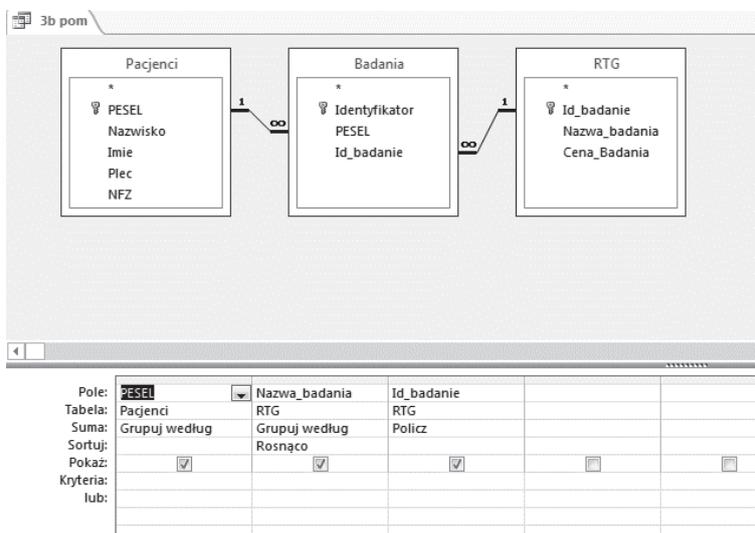 3b pom
Pacjenci
*
PESEL
Nazwisko
Imie
Plec
NFZ
1
∞
Badania
*
Identyfikator
PESEL
Id_badanie
∞
1
RTG
*
Id_badanie
Nazwa_badania
Cena_Badania
Pole: PESEL Nazwa_badania Id_badanie
Tabela: Pacjenci RTG RTG
Suma: Grupuj według Grupuj według Policz
Sortuj: Rosnąco
Pokaż:
Kryteria:
lub: